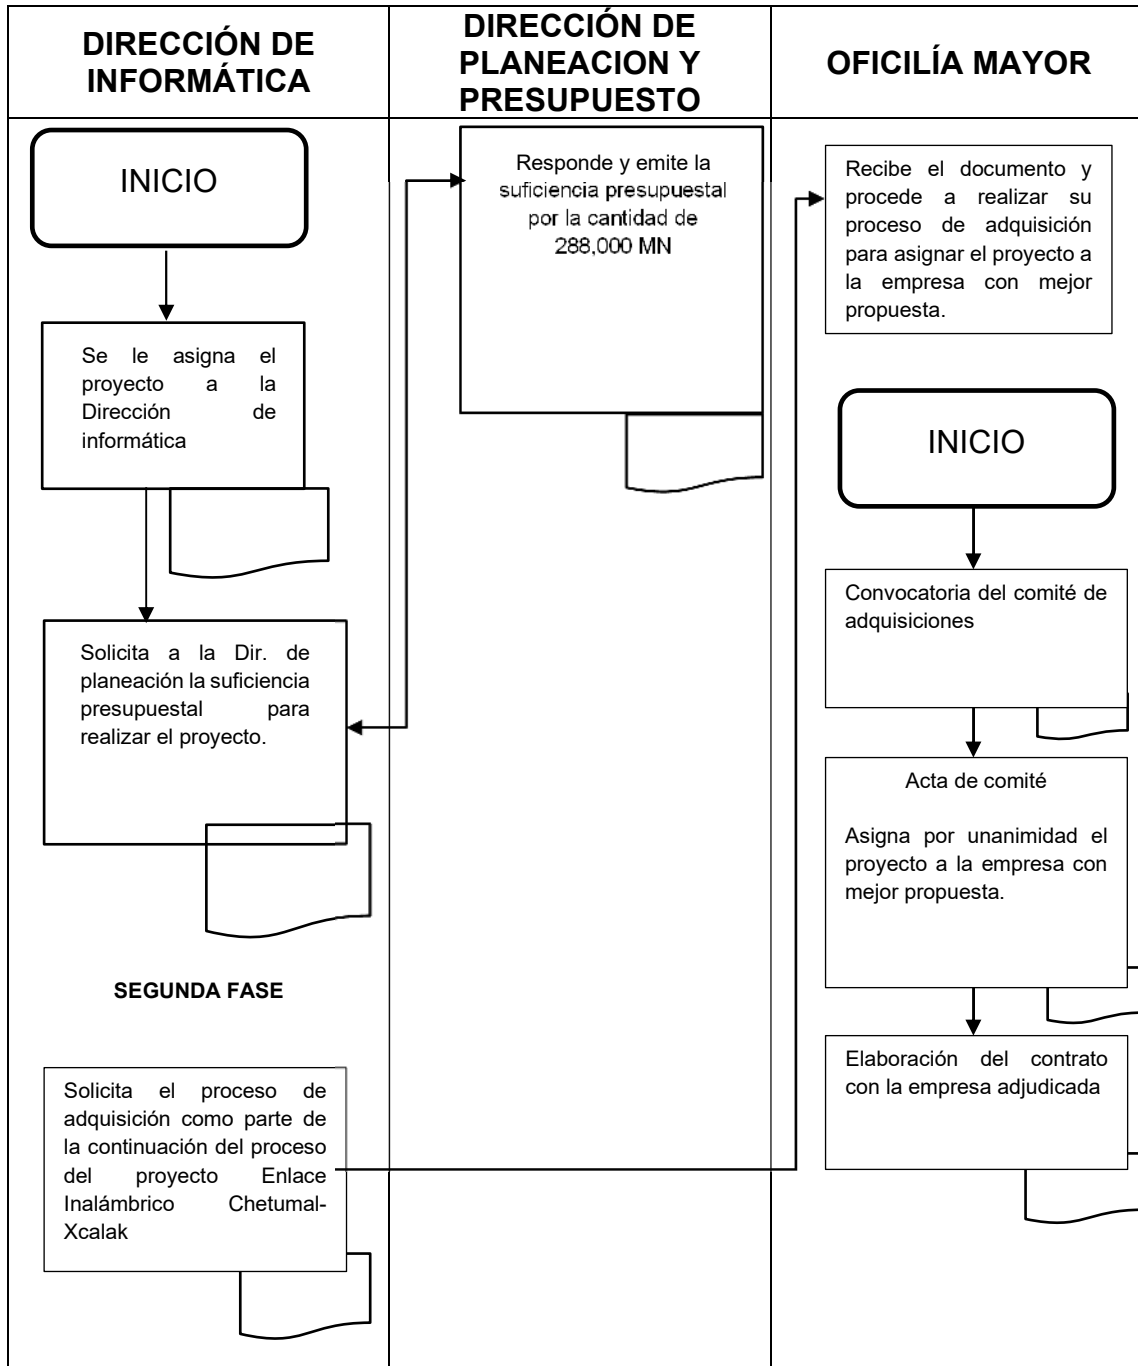 DIRECCIÓN DE
INFORMÁTICA
DIRECCIÓN DE
PLANEACION Y
PRESUPUESTO
OFICILÍA MAYOR
INICIO
Se le asigna el
proyecto a la
Dirección de
informática
Solicita a la Dir. de
planeación la suficiencia
presupuestal para
realizar el proyecto.
SEGUNDA FASE
Solicita el proceso de
adquisición como parte de
la continuación del proceso
del proyecto Enlace
Inalámbrico Chetumal-
Xcalak
Responde y emite la
suficiencia presupuestal
por la cantidad de
288,000 MN
Recibe el documento y
procede a realizar su
proceso de adquisición
para asignar el proyecto a
la empresa con mejor
propuesta.
INICIO
Convocatoria del comité de
adquisiciones
Acta de comité
Asigna por unanimidad el
proyecto a la empresa con
mejor propuesta.
Elaboración del contrato
con la empresa adjudicada